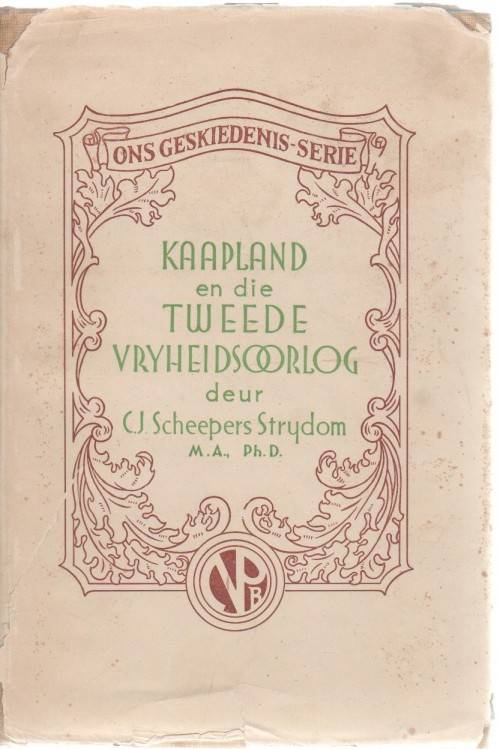 ONS GESKIEDENIS-SERIE
KAAPLAND
en die
TWEEDE
VRYHEIDSOORLOG
deur
C.J. Scheepers Strydom
M.A., Ph.D.
NPB